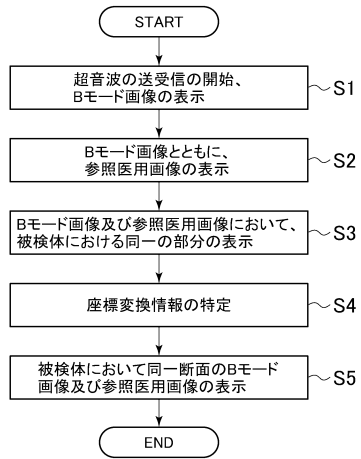 START
超音波の送受信の開始、
Bモード画像の表示
S1
Bモード画像とともに、
参照医用画像の表示
S2
Bモード画像及び参照医用画像において、
被検体における同一の部分の表示
S3
座標変換情報の特定
S4
被検体において同一断面のBモード
画像及び参照医用画像の表示
S5
END